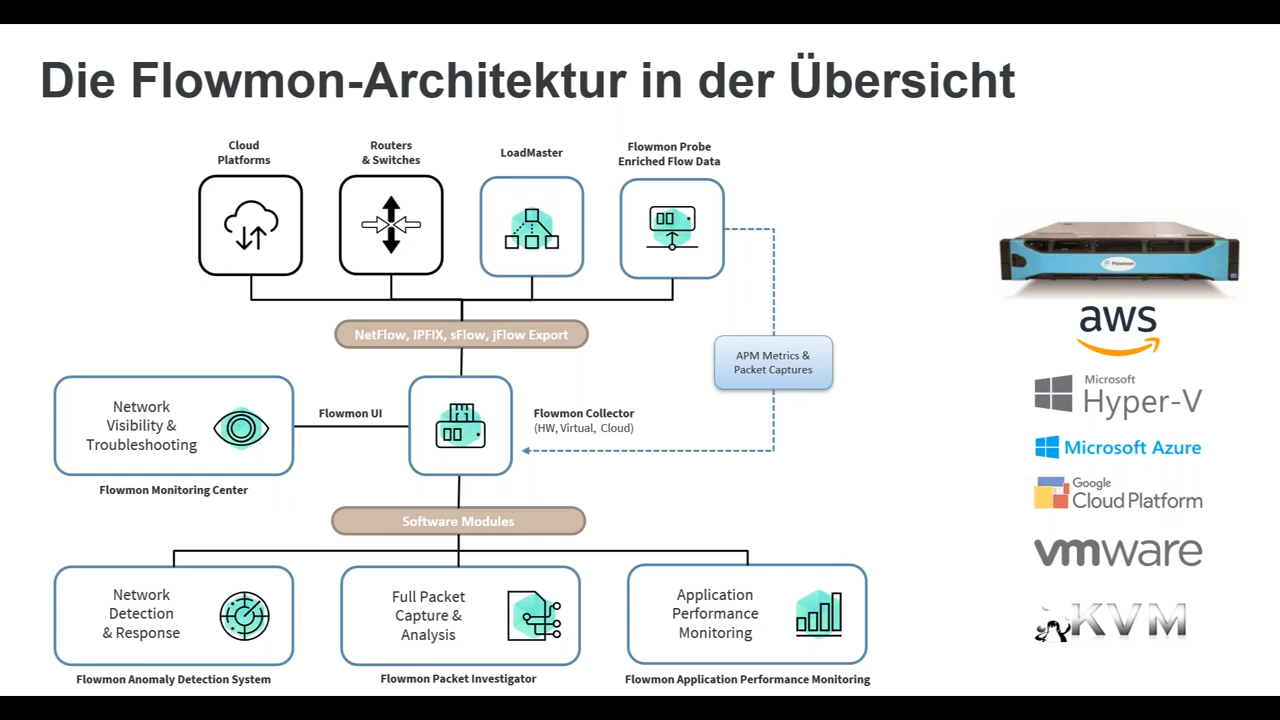 Die Flowmon-Architektur in der Übersicht
Cloud
Platforms
Routers
& Switches
LoadMaster
Flowmon Probe
Enriched Flow Data
NetFlow, IPFIX, sFlow, jFlow Export
APM Metrics &
Packet Captures
Network
Visibility &
Troubleshooting
Flowmon Monitoring Center
Flowmon UI
Flowmon Collector
(HW, Virtual, Cloud)
Software Modules
Network
Detection
& Response
Flowmon Anomaly Detection System
Full Packet
Capture &
Analysis
Flowmon Packet Investigator
Application
Performance
Monitoring
Flowmon Application Performance Monitoring
Flowmon
aws
Microsoft
Hyper-V
Microsoft Azure
Google
Cloud Platform
vmware
KVM